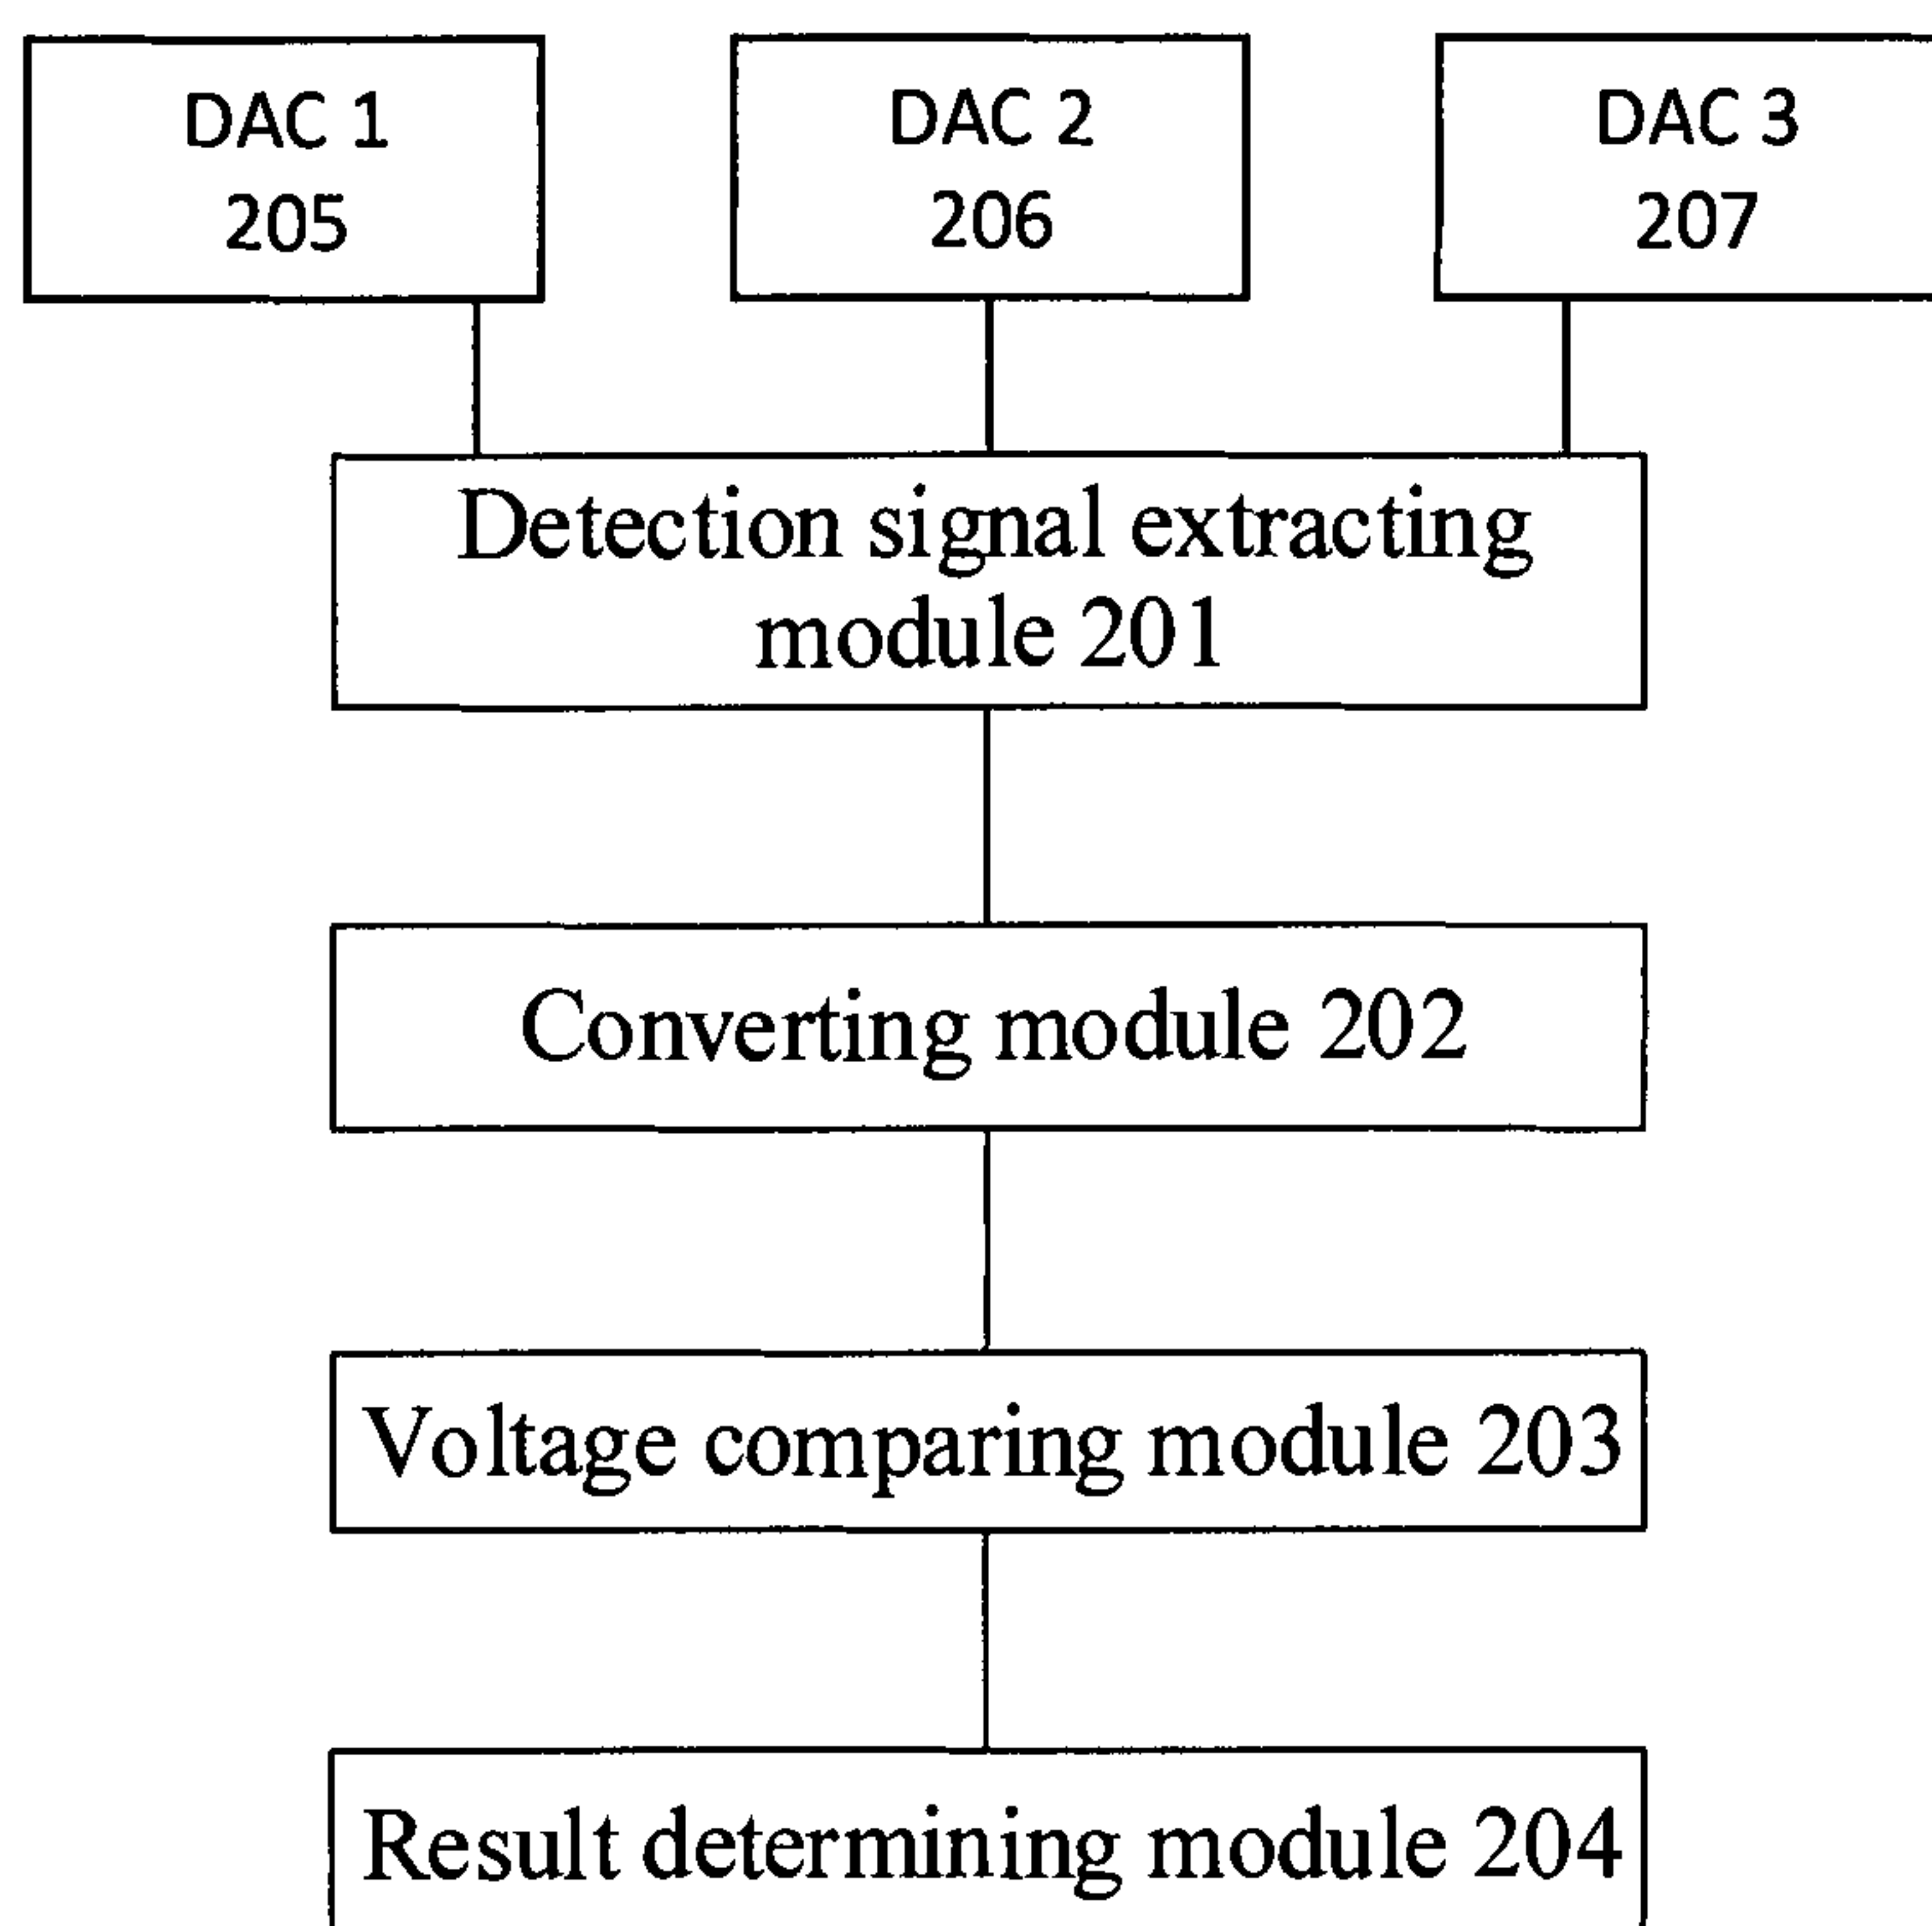 DAC 1
205
DAC 2
206
DAC 3
207
Detection signal extracting
module 201
Converting module 202
Voltage comparing module 203
Result determining module 204